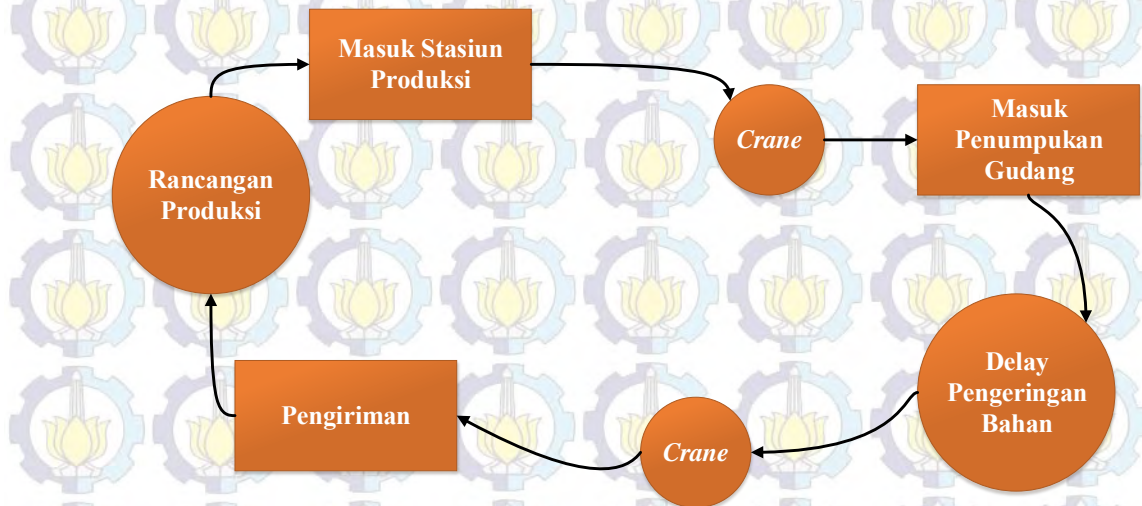 Masuk Stasiun
Produksi
Crane
Masuk
Penumpukan
Gudang
Rancangan
Produksi
Delay
Pengeringan
Bahan
Pengiriman
Crane